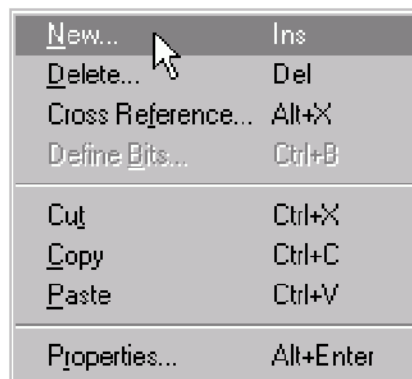 New... Ins
Delete... Del
Cross Reference... Alt+X
Define Bits... Ctrl+B
Cut Ctrl+X
Copy Ctrl+C
Paste Ctrl+V
Properties... Alt+Enter